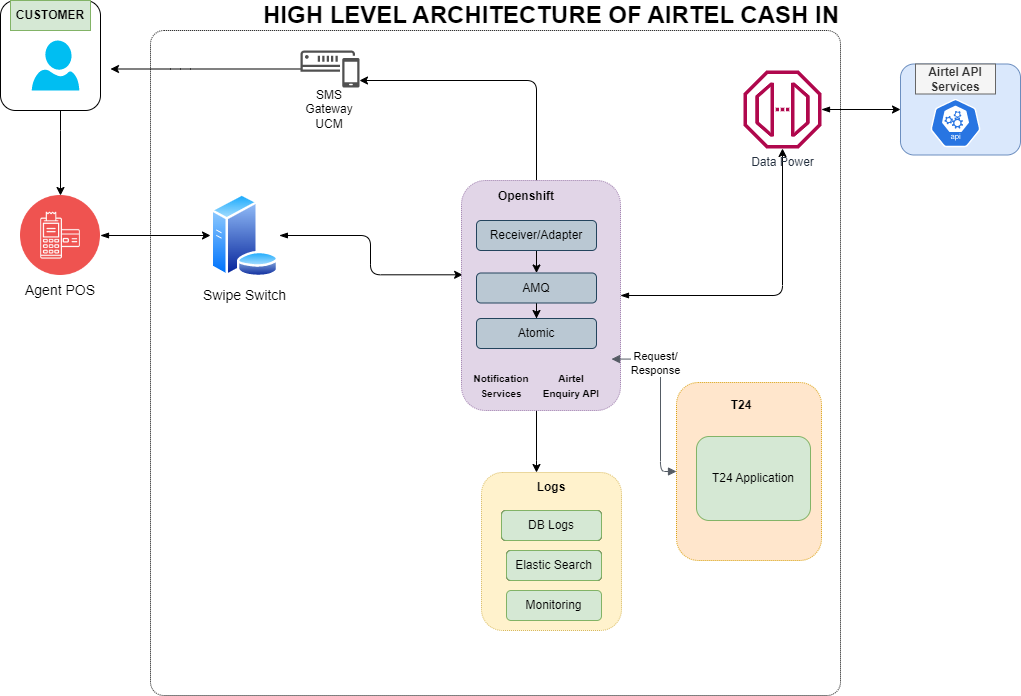 HIGH LEVEL ARCHITECTURE OF AIRTEL CASH IN
CUSTOMER
SMS
Gateway
UCM
Data Power
Airtel API
Services
api
Agent POS
Swipe Switch
Openshift
Receiver/Adapter
AMQ
Atomic
Notification
Services
Airtel
Enquiry API
Request/
Response
T24
T24 Application
Logs
DB Logs
Elastic Search
Monitoring